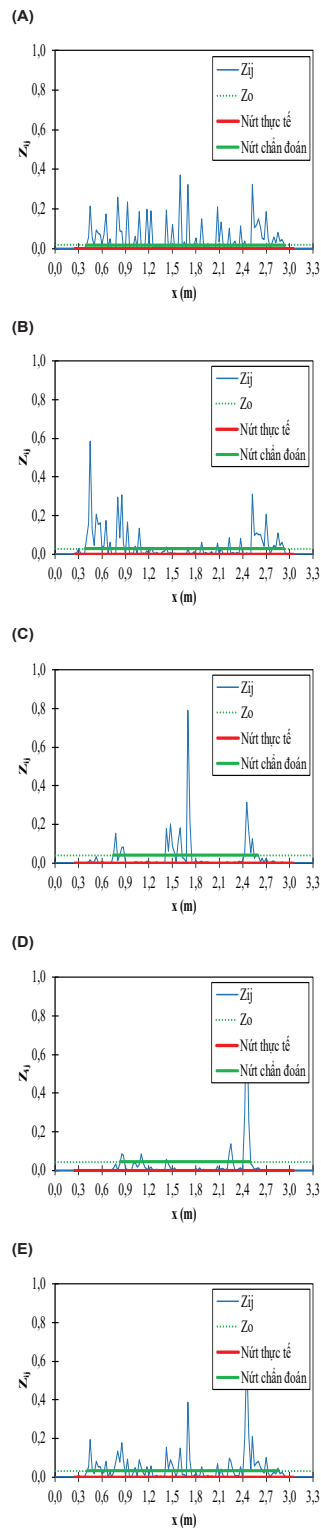 (A)
1,0
0,8
0,6
0,4
0,2
0,0
Zij
Zij
Zo
Nứt thực tế
Nứt chẩn đoán
0,0 0,3 0,6 0,9 1,2 1,5 1,8 2,1 2,4 2,7 3,0 3,3
x (m)
(B)
1,0
0,8
0,6
0,4
0,2
0,0
Zij
Zij
Zo
Nứt thực tế
Nứt chẩn đoán
0,0 0,3 0,6 0,9 1,2 1,5 1,8 2,1 2,4 2,7 3,0 3,3
x (m)
(C)
1,0
0,8
0,6
0,4
0,2
0,0
Zij
Zij
Zo
Nứt thực tế
Nứt chẩn đoán
0,0 0,3 0,6 0,9 1,2 1,5 1,8 2,1 2,4 2,7 3,0 3,3
x (m)
(D)
1,0
0,8
0,6
0,4
0,2
0,0
Zij
Zij
Zo
Nứt thực tế
Nứt chẩn đoán
0,0 0,3 0,6 0,9 1,2 1,5 1,8 2,1 2,4 2,7 3,0 3,3
x (m)
(E)
1,0
0,8
0,6
0,4
0,2
0,0
Zij
Zij
Zo
Nứt thực tế
Nứt chẩn đoán
0,0 0,3 0,6 0,9 1,2 1,5 1,8 2,1 2,4 2,7 3,0 3,3
x (m)